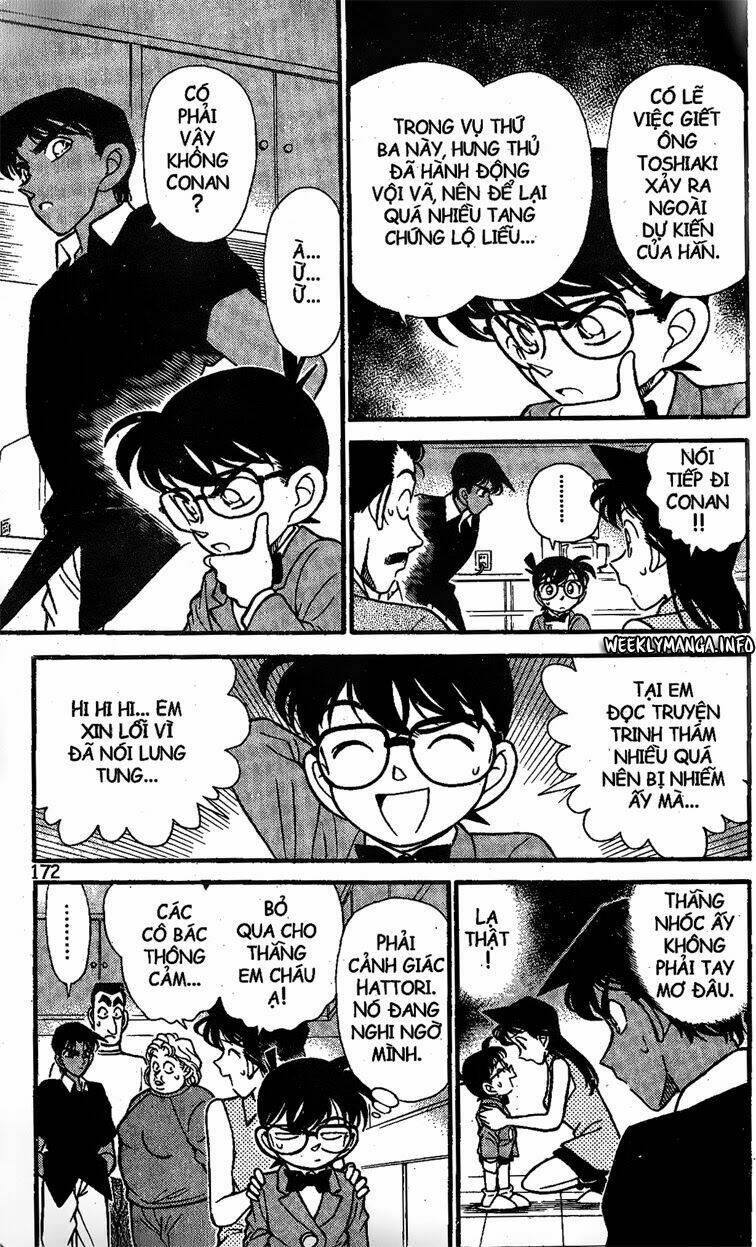 CÓ LẼ
VIỆC GIẾT
ÔNG
TOSHIAKI
XẢY RA
NGOÀI
DỰ KIẾN
CỦA HẮN.
TRONG VỤ THỨ
BA NÀY, HUNG THỦ
ĐÃ HÀNH ĐỘNG
VỘI VÃ, NÊN ĐỂ LẠI
QUÁ NHIỀU TANG
CHỨNG LỘ LIỄU...
NÓI
TIẾP ĐI
CONAN
!!
......
CÓ
PHẢI
VẬY
KHÔNG
CONAN
?
À...
Ừ...
Ừ...
WEEKLYMANGA.INFO
TẠI EM
ĐỌC TRUYỆN
TRINH THÁM
NHIỀU QUÁ
NÊN BỊ NHIỄM
ẤY MÀ...
HI HI HI... EM
XIN LỖI VÌ
ĐÃ NÓI LUNG
TUNG...
172
THẰNG
NHÓC ẤY
KHÔNG
PHẢI TAY
MƠ ĐÂU.
LẠ
THẬT
!
PHẢI
CẢNH GIÁC
HATTORI.
NÓ ĐANG
NGHI NGỜ
MÌNH.
BỎ
QUA CHO
THẰNG
EM CHÁU
Ạ!
CÁC
CÔ BÁC
THÔNG
CẢM...
......